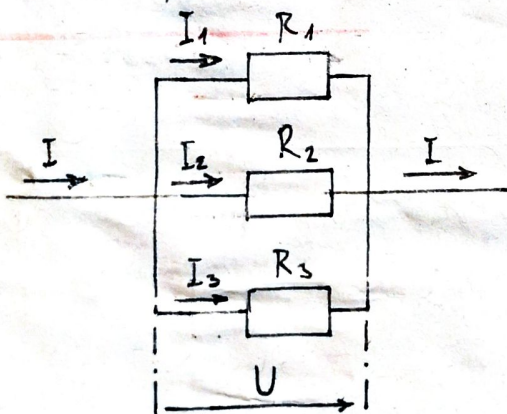 I₁ R₁
I I₂ R₂ I
I₃ R₃
U